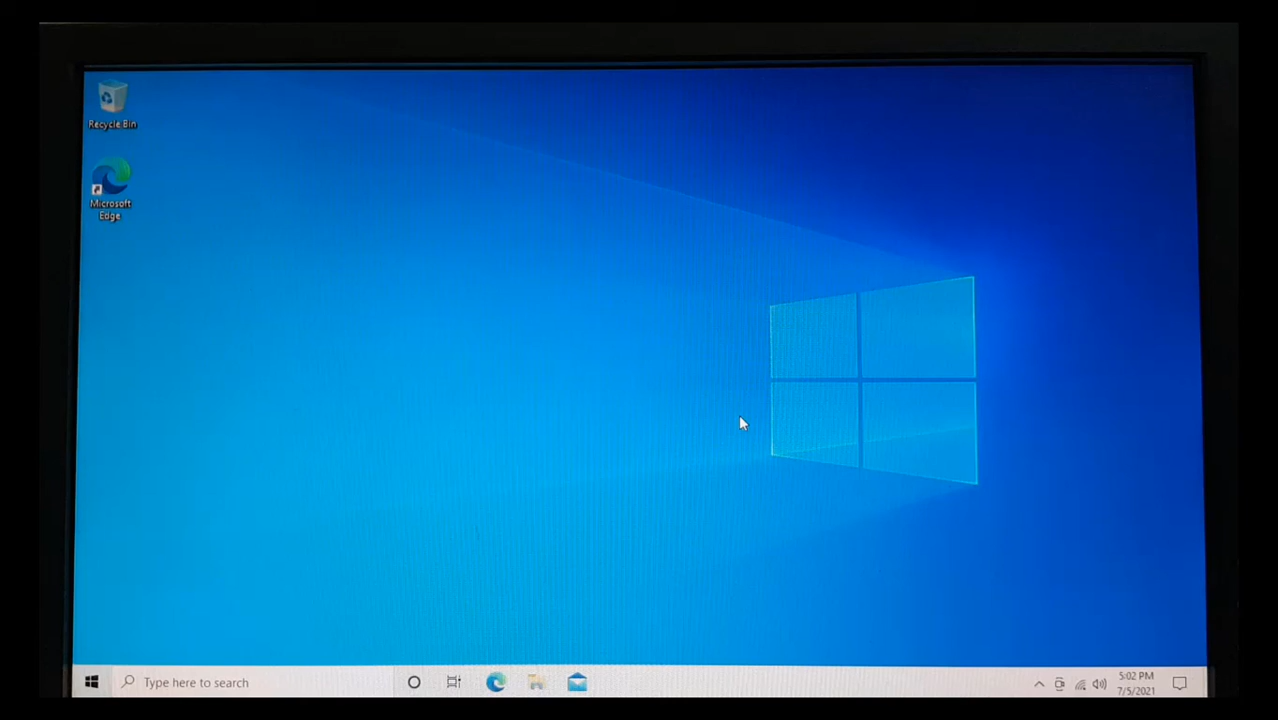 Recycle Bin
Microsoft
Edge
Type here to search
5:02 PM
7/5/2021